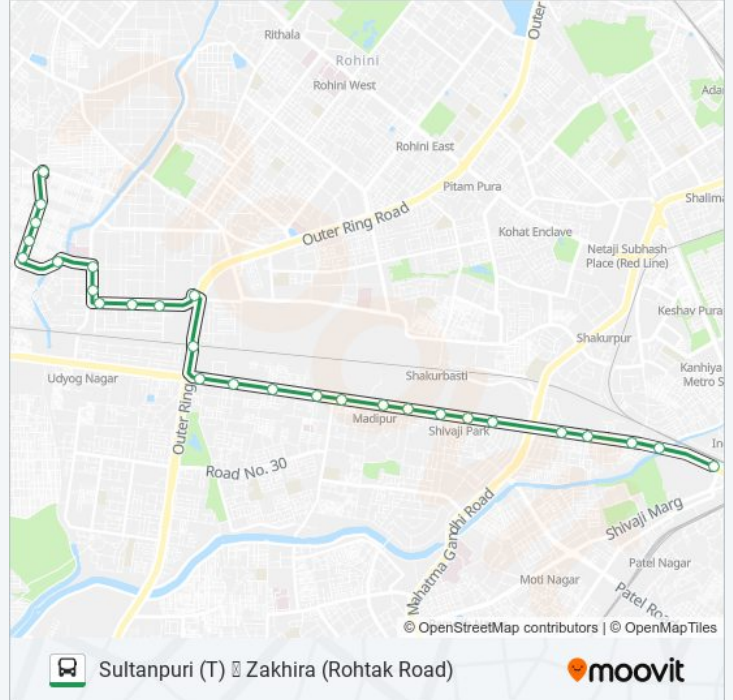 Outer
Rithala
Rohini
Rohini West
Rohini East
Pitam Pura
Outer Ring Road
Kohat Enclave
Netaji Subhash
Place (Red Line)
Keshav Pura
Shakurpur
Kanhiya
Metro S
Udyog Nagar
Shakurbasti
Outer Ring
Madipur
Shivaji Park
Road No. 30
Mahatma Gandhi Road
Shivaji Marg
Patel Nagar
Moti Nagar
© OpenStreetMap contributors | © OpenMapTiles
Sultanpuri (T) Zakhira (Rohtak Road)
moovit